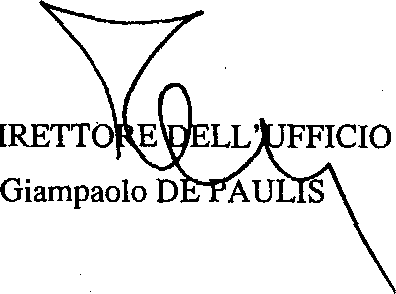 IRETTORE DELL'UFFICIO
Giampaolo DE PAULIS